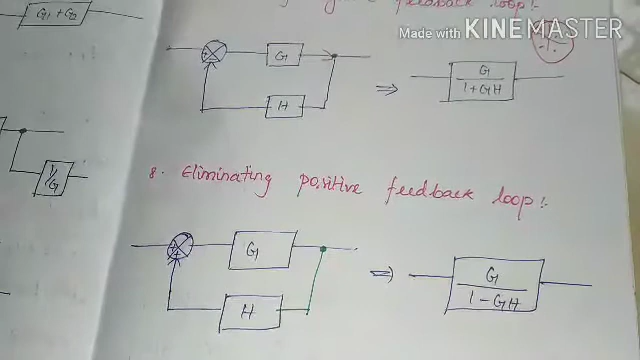 feedback loop:-
Made with KINEMASTER
G1 + G2
G
H
⇒
G
1 + GH
1/G
8. Eliminating positive feedback loop:-
+
+
G
H
⇒
G
1 - GH